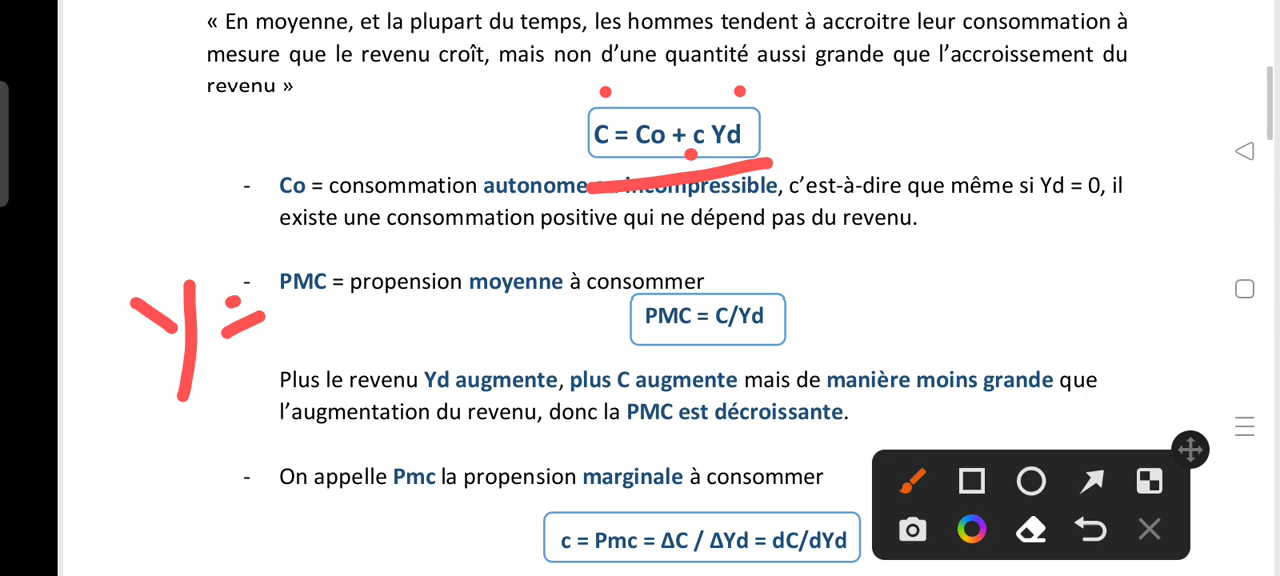 « En moyenne, et la plupart du temps, les hommes tendent à accroitre leur consommation à
mesure que le revenu croît, mais non d'une quantité aussi grande que l'accroissement du
revenu »
C = Co + c Yd
- Co = consommation autonome ou incompressible, c'est-à-dire que même si Yd = 0, il
existe une consommation positive qui ne dépend pas du revenu.
- PMC = propension moyenne à consommer
PMC = C/Yd
Y =
Plus le revenu Yd augmente, plus C augmente mais de manière moins grande que
l'augmentation du revenu, donc la PMC est décroissante.
- On appelle Pmc la propension marginale à consommer
c = Pmc = ΔC / ΔYd = dC/dYd